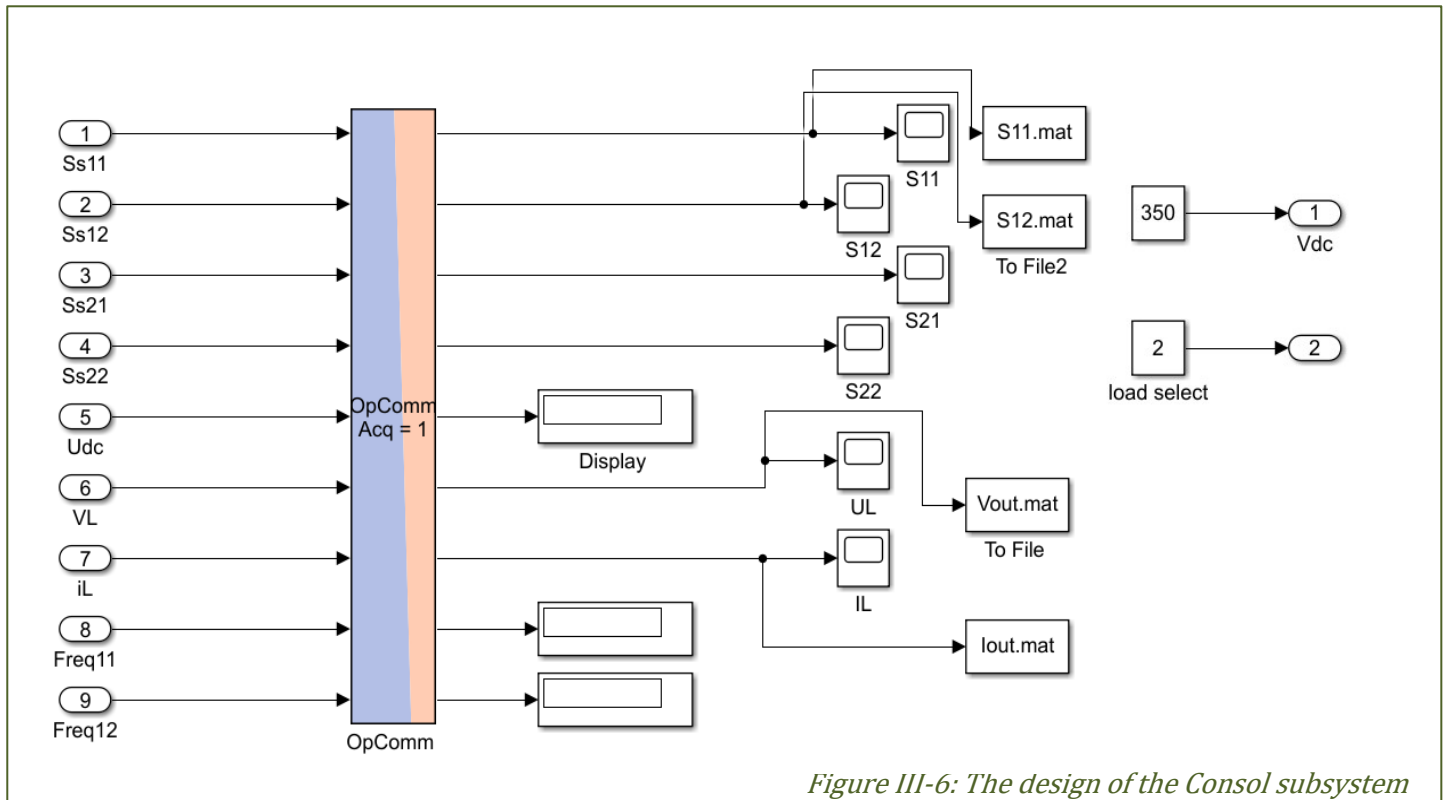 1
Ss11
2
Ss12
3
Ss21
4
Ss22
5
Udc
6
VL
7
iL
8
Freq11
9
Freq12
OpComm
Acq = 1
OpComm
S11
S12
S21
S22
Display
UL
IL
S11.mat
S12.mat
To File2
Vout.mat
To File
Iout.mat
350
1
Vdc
2
load select
2
Figure III-6: The design of the Consol subsystem